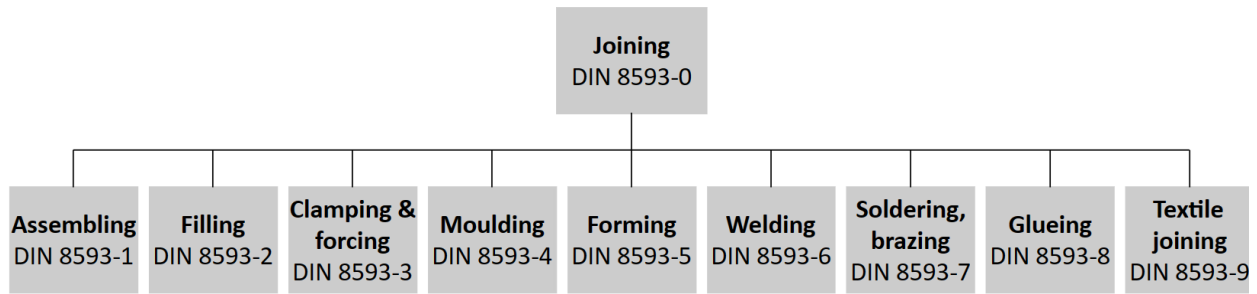 Joining
DIN 8593-0
Assembling
DIN 8593-1
Filling
DIN 8593-2
Clamping &
forcing
DIN 8593-3
Moulding
DIN 8593-4
Forming
DIN 8593-5
Welding
DIN 8593-6
Soldering,
brazing
DIN 8593-7
Glueing
DIN 8593-8
Textile
joining
DIN 8593-9